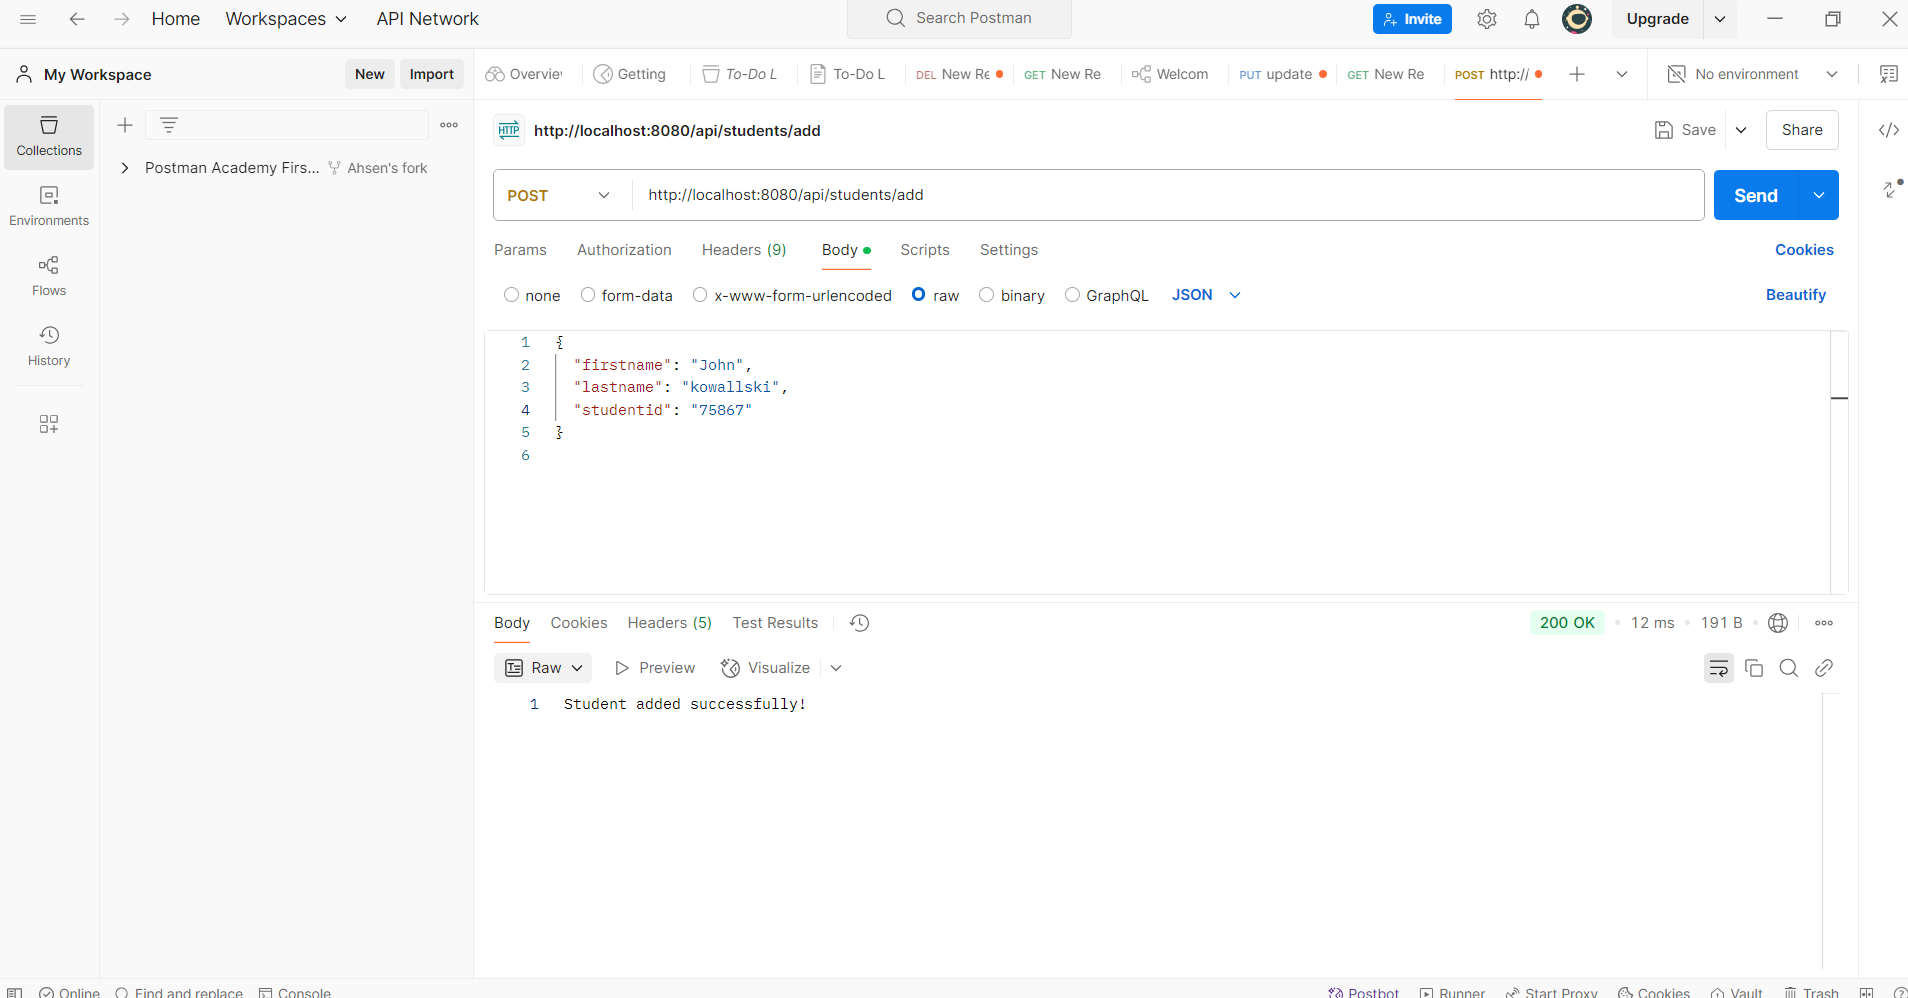 Home Workspaces API Network Search Postman Invite Upgrade
My Workspace New Import Overvie Getting To-Do L To-Do L DEL New Re GET New Re Welcom PUT update GET New Re POST http:// No environment
Collections
Environments
Flows
History
Postman Academy Firs... Ahsen's fork
HTTP http://localhost:8080/api/students/add Save Share
POST http://localhost:8080/api/students/add Send
Params Authorization Headers (9) Body Scripts Settings Cookies
none form-data x-www-form-urlencoded raw binary GraphQL JSON Beautify
1 {
2 "firstname": "John",
3 "lastname": "kowallski",
4 "studentid": "75867"
5 }
6
Body Cookies Headers (5) Test Results 200 OK • 12 ms • 191 B •
Raw Preview Visualize
1 Student added successfully!
Online Find and replace Console Postbot Runner Start Proxy Cookies Vault Trash